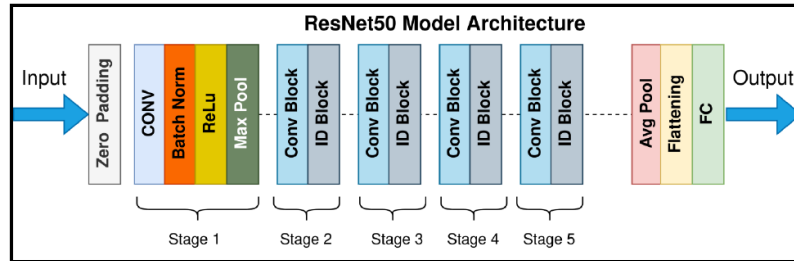 ResNet50 Model Architecture
Input
Zero Padding
CONV
Batch Norm
ReLu
Max Pool
Conv Block
ID Block
Conv Block
ID Block
Conv Block
ID Block
Conv Block
ID Block
Avg Pool
Flattening
FC
Output
Stage 1
Stage 2
Stage 3
Stage 4
Stage 5